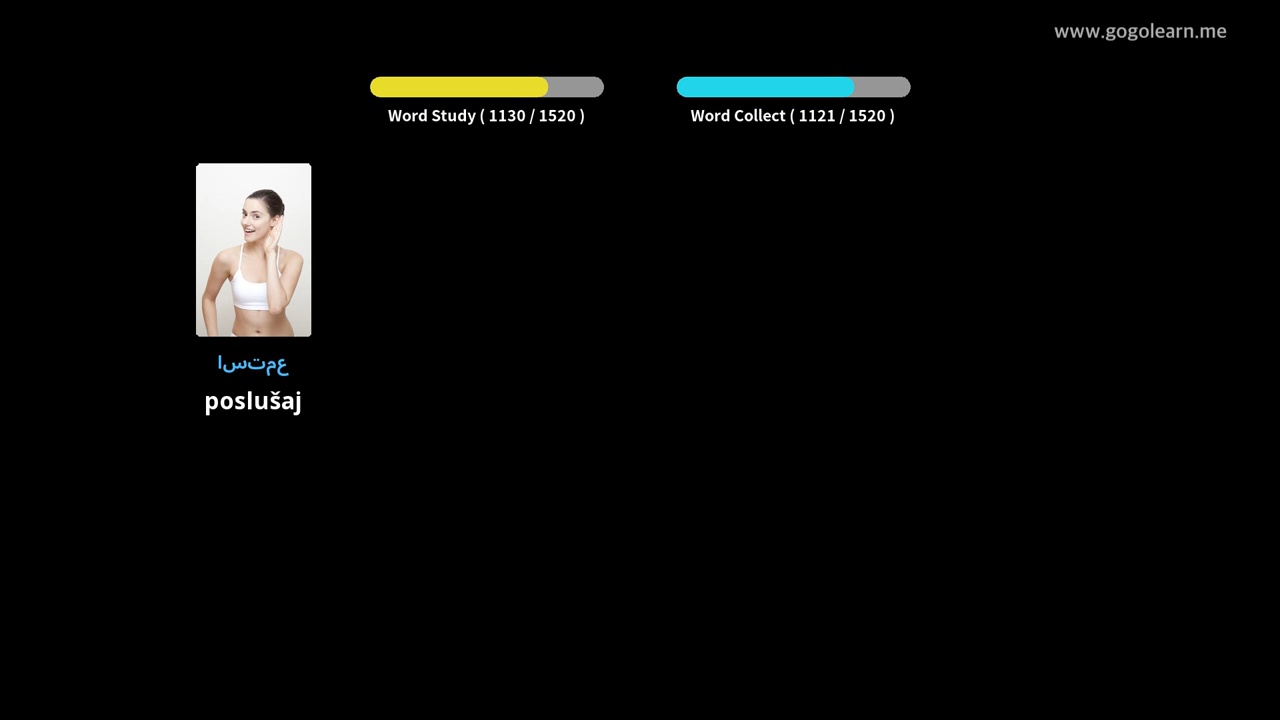 www.gogolearn.me
Word Study ( 1130 / 1520 )
Word Collect ( 1121 / 1520 )
استمع
poslušaj